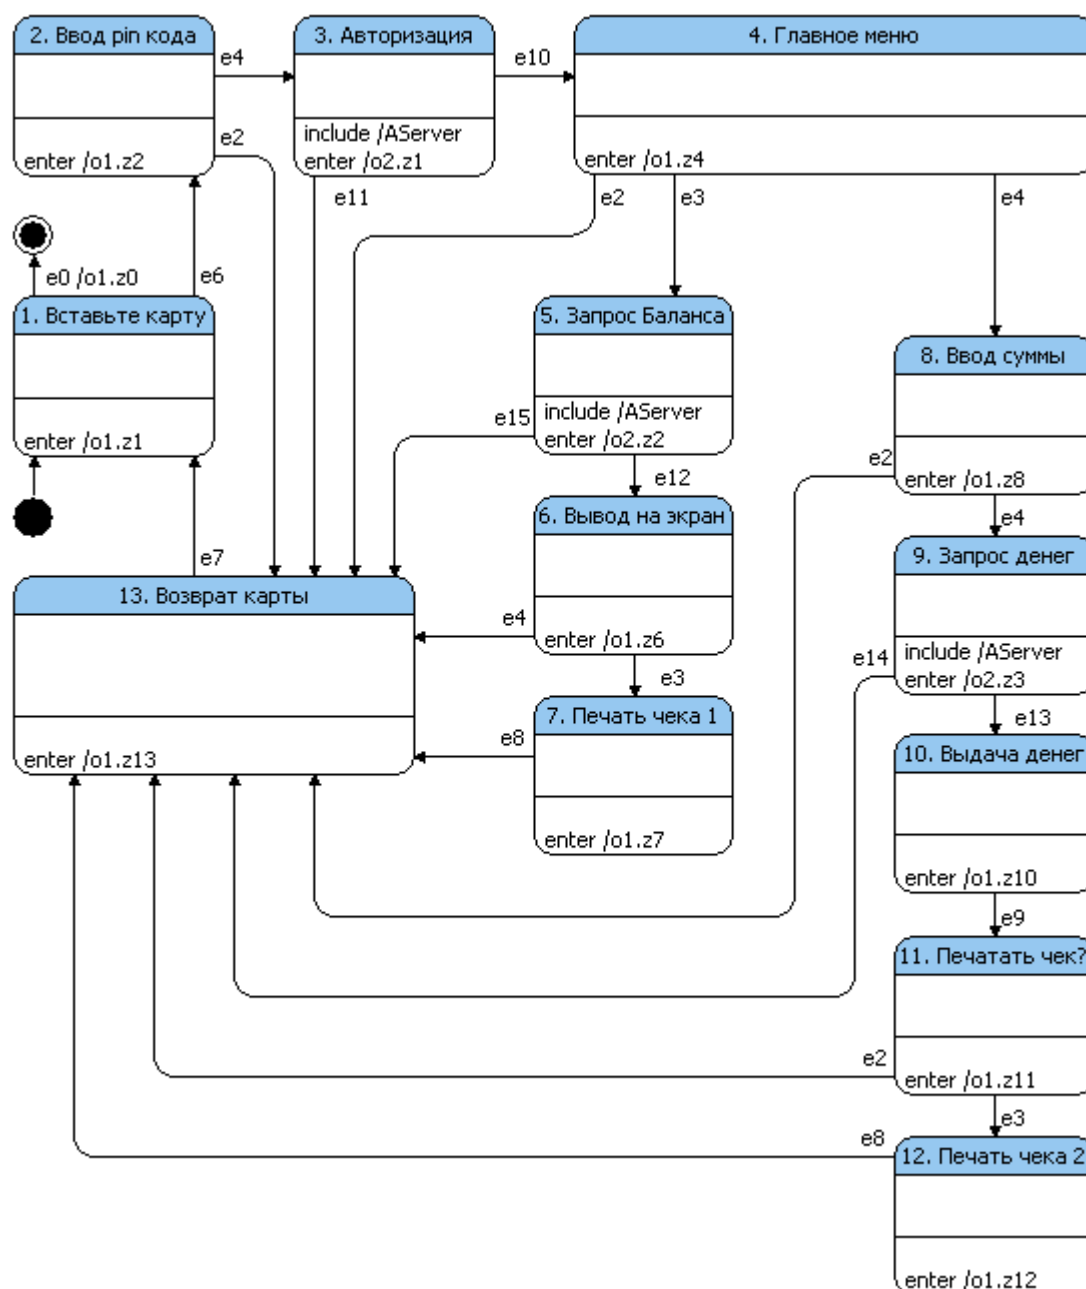 2. Ввод pin кода
enter /o1.z2
e4
e2
3. Авторизация
include /AServer
enter /o2.z1
e10
e11
4. Главное меню
enter /o1.z4
e2
e3
e4
e0 /o1.z0
e6
1. Вставьте карту
enter /o1.z1
5. Запрос Баланса
include /AServer
enter /o2.z2
e15
e12
8. Ввод суммы
enter /o1.z8
e2
e4
6. Вывод на экран
enter /o1.z6
e4
e3
9. Запрос денег
include /AServer
enter /o2.z3
e14
e13
e7
13. Возврат карты
enter /o1.z13
7. Печать чека 1
enter /o1.z7
e8
10. Выдача денег
enter /o1.z10
e9
11. Печатать чек?
enter /o1.z11
e2
e3
e8
12. Печать чека 2
enter /o1.z12